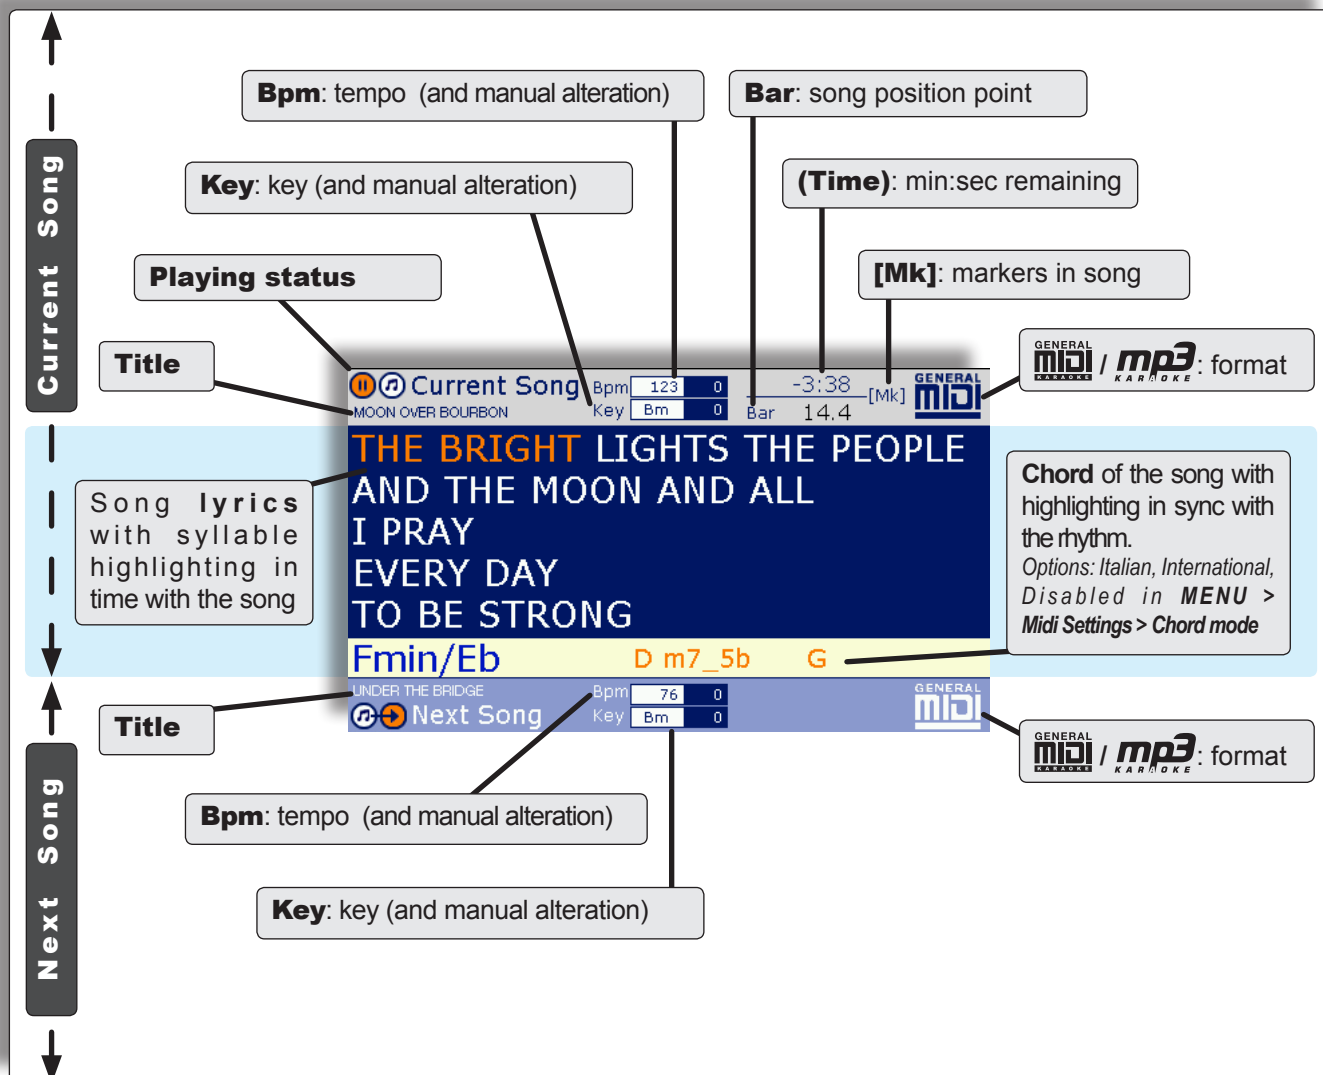 Bpm: tempo (and manual alteration)
Bar: song position point
Key: key (and manual alteration)
(Time): min:sec remaining
Playing status
[Mk]: markers in song
Title
GENERAL MIDI KARAOKE / mp3 KARAOKE : format
Current Song
Current Song
MOON OVER BOURBON
Bpm 123 0
Key Bm 0
-3:38
Bar 14.4
[Mk]
GENERAL MIDI
THE BRIGHT LIGHTS THE PEOPLE
AND THE MOON AND ALL
I PRAY
EVERY DAY
TO BE STRONG
Song lyrics
with syllable
highlighting in
time with the song
Chord of the song with
highlighting in sync with
the rhythm.
Options: Italian, International,
Disabled in MENU >
Midi Settings > Chord mode
Fmin/Eb D m7_5b G
UNDER THE BRIDGE
Next Song
Bpm 76 0
Key Bm 0
GENERAL MIDI
Title
GENERAL MIDI KARAOKE / mp3 KARAOKE : format
Next Song
Bpm: tempo (and manual alteration)
Key: key (and manual alteration)